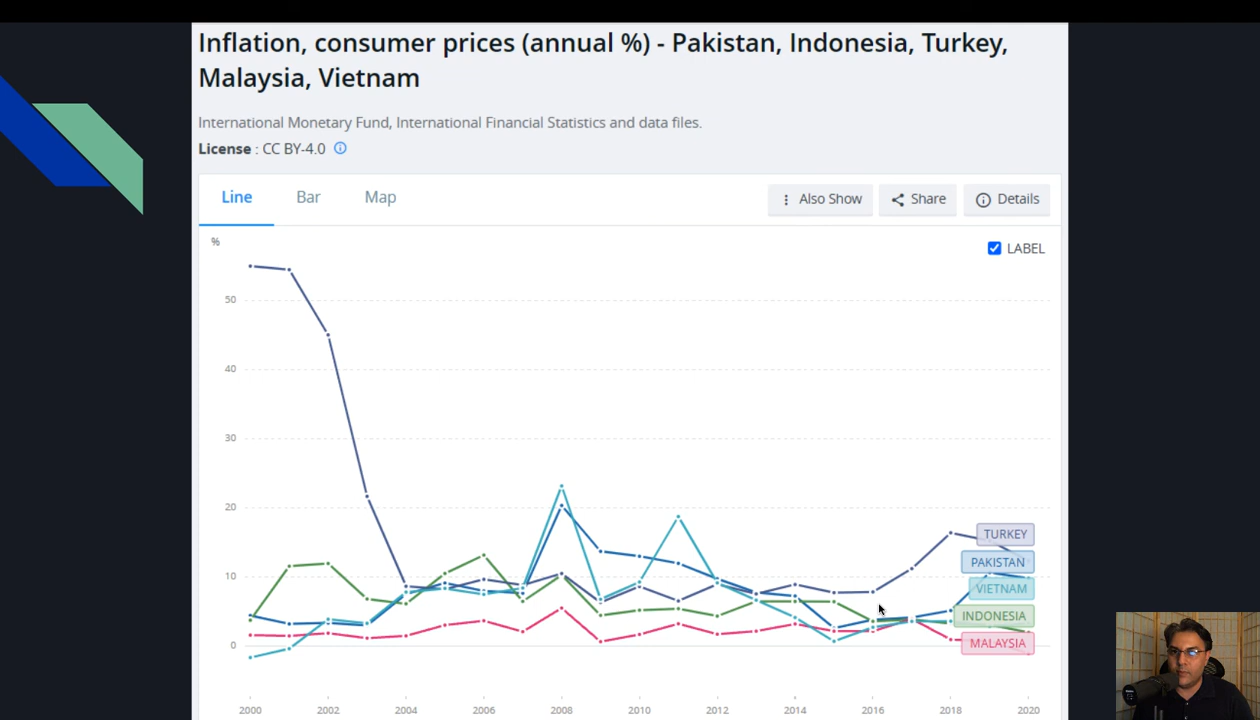 Inflation, consumer prices (annual %) - Pakistan, Indonesia, Turkey,
Malaysia, Vietnam
International Monetary Fund, International Financial Statistics and data files.
License : CC BY-4.0
Line Bar Map
Also Show Share Details
%
LABEL
50
40
30
20
TURKEY
PAKISTAN
10
VIETNAM
INDONESIA
MALAYSIA
0
2000 2002 2004 2006 2008 2010 2012 2014 2016 2018 2020